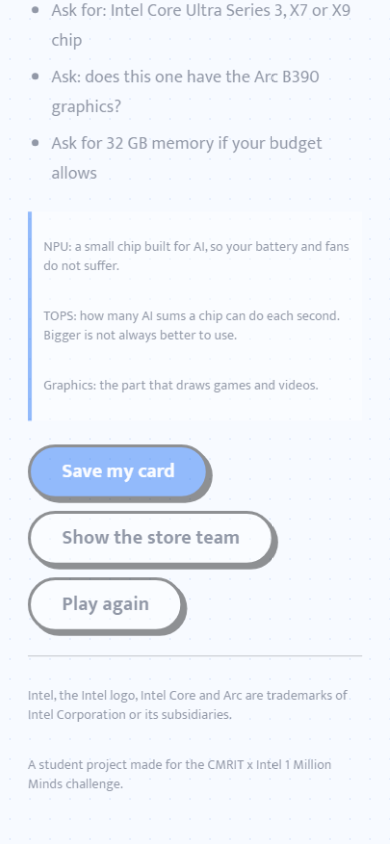 Ask for: Intel Core Ultra Series 3, X7 or X9
chip
Ask: does this one have the Arc B390
graphics?
Ask for 32 GB memory if your budget
allows
NPU: a small chip built for AI, so your battery and fans
do not suffer.
TOPS: how many AI sums a chip can do each second.
Bigger is not always better to use.
Graphics: the part that draws games and videos.
Save my card
Show the store team
Play again
Intel, the Intel logo, Intel Core and Arc are trademarks of
Intel Corporation or its subsidiaries.
A student project made for the CMRIT x Intel 1 Million
Minds challenge.